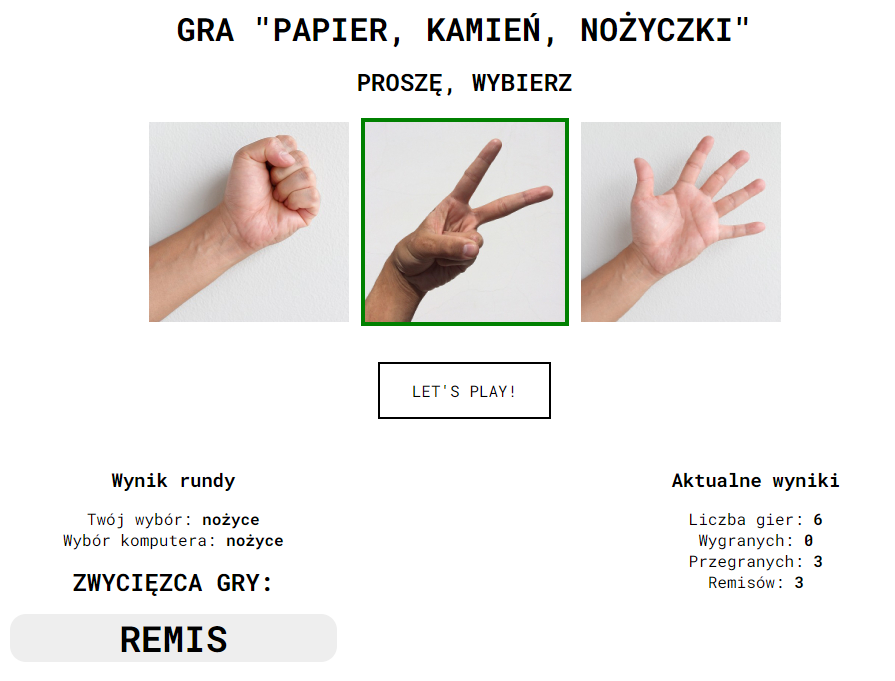 GRA "PAPIER, KAMIEŃ, NOŻYCZKI"
PROSZĘ, WYBIERZ
LET'S PLAY!
Wynik rundy
Twój wybór: nożyce
Wybór komputera: nożyce
ZWYCIĘZCA GRY:
REMIS
Aktualne wyniki
Liczba gier: 6
Wygranych: 0
Przegranych: 3
Remisów: 3